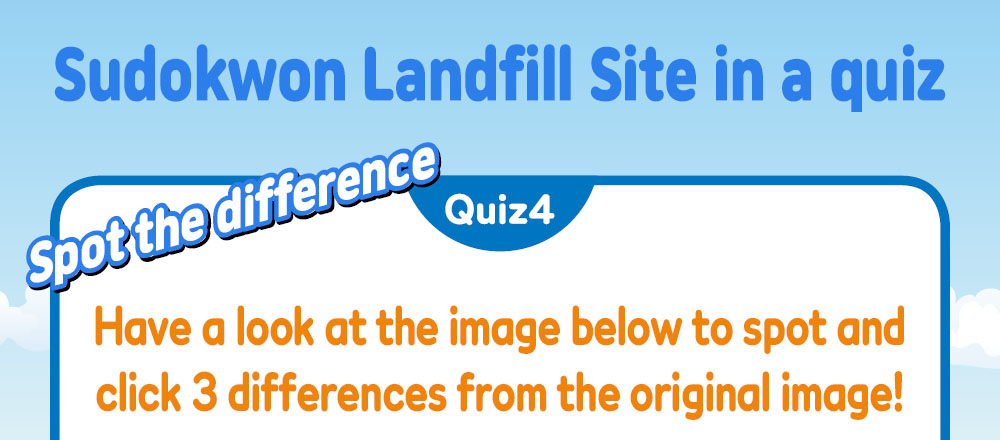 Sudokwon Landfill Site in a quiz
Spot the difference
Quiz4
Have a look at the image below to spot and
click 3 differences from the original image!